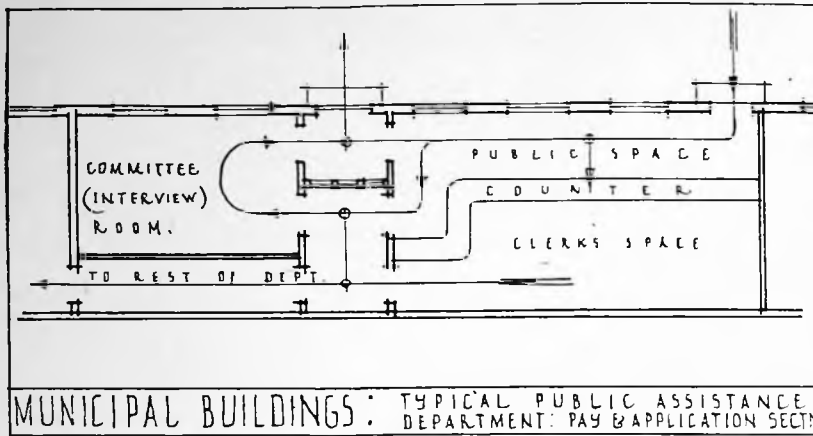 COMMITTEE
(INTERVIEW)
ROOM.
PUBLIC SPACE
COUNTER
CLERKS SPACE
TO REST OF DEPT.
MUNICIPAL BUILDINGS: TYPICAL PUBLIC ASSISTANCE
DEPARTMENT: PAY & APPLICATION SECTN